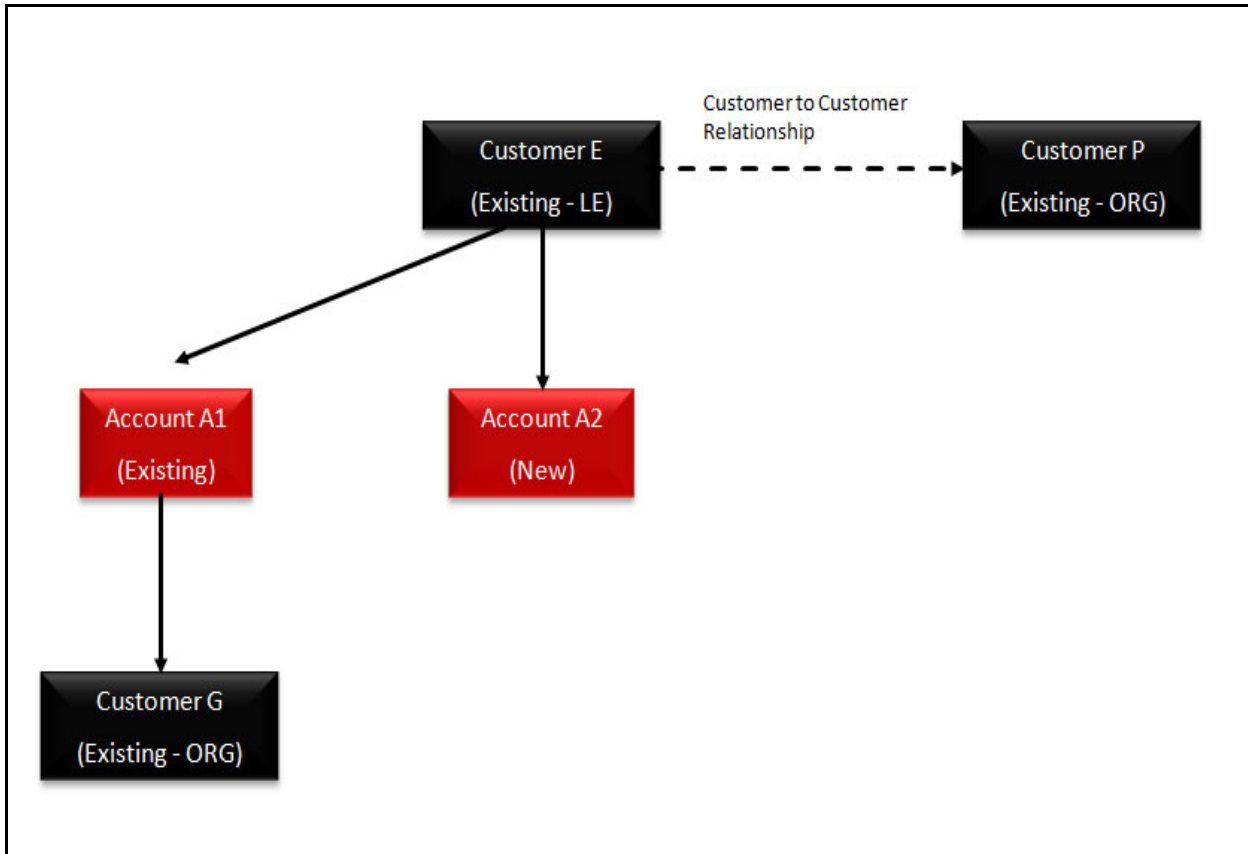 Customer to Customer
Relationship
Customer E
(Existing - LE)
Customer P
(Existing - ORG)
Account A1
(Existing)
Account A2
(New)
Customer G
(Existing - ORG)